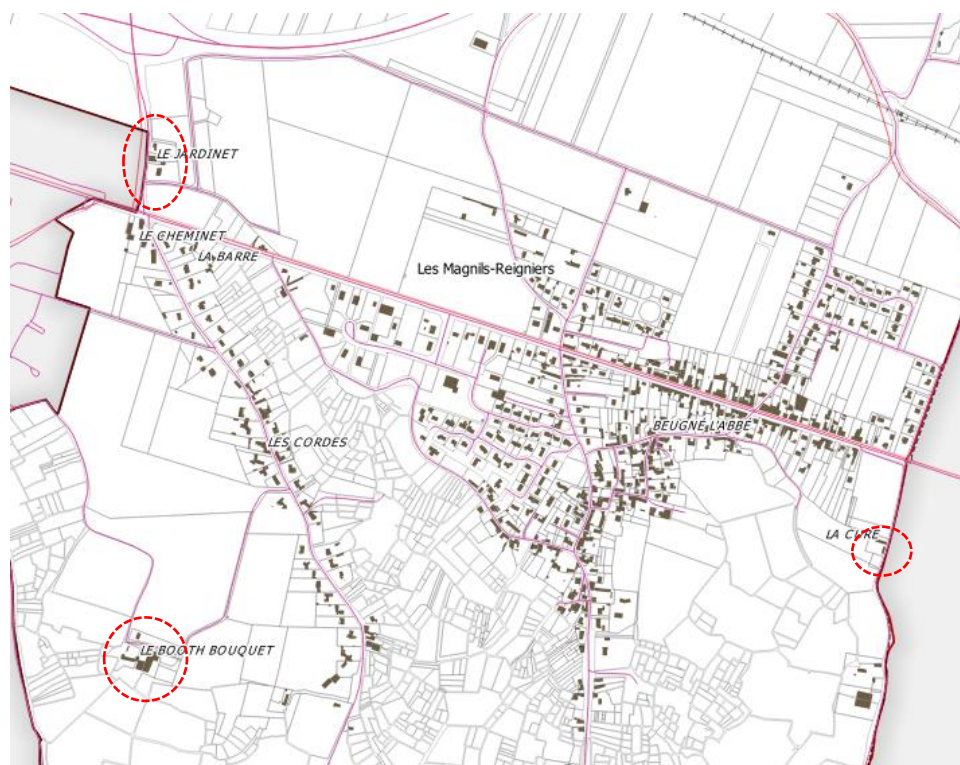 LE JARDINET
LE CHEMINET
LA BARRE
Les Magnils-Reigniers
BEUGNE L'ABBE
LES CORDES
LA CURE
LE BOOTH BOUQUET